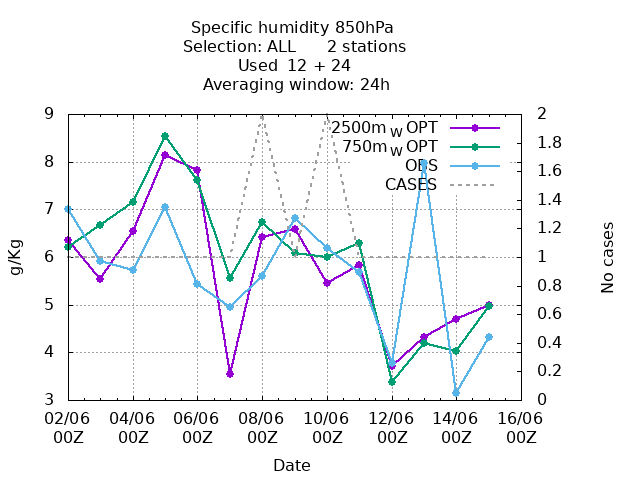 Specific humidity 850hPa
Selection: ALL 2 stations
Used 12 + 24
Averaging window: 24h
g/Kg
No cases
9
8
7
6
5
4
3
2
1.8
1.6
1.4
1.2
1
0.8
0.6
0.4
0.2
0
2500m w OPT
750m w OPT
OBS
CASES
02/06 04/06 06/06 08/06 10/06 12/06 14/06 16/06
00Z 00Z 00Z 00Z 00Z 00Z 00Z 00Z
Date